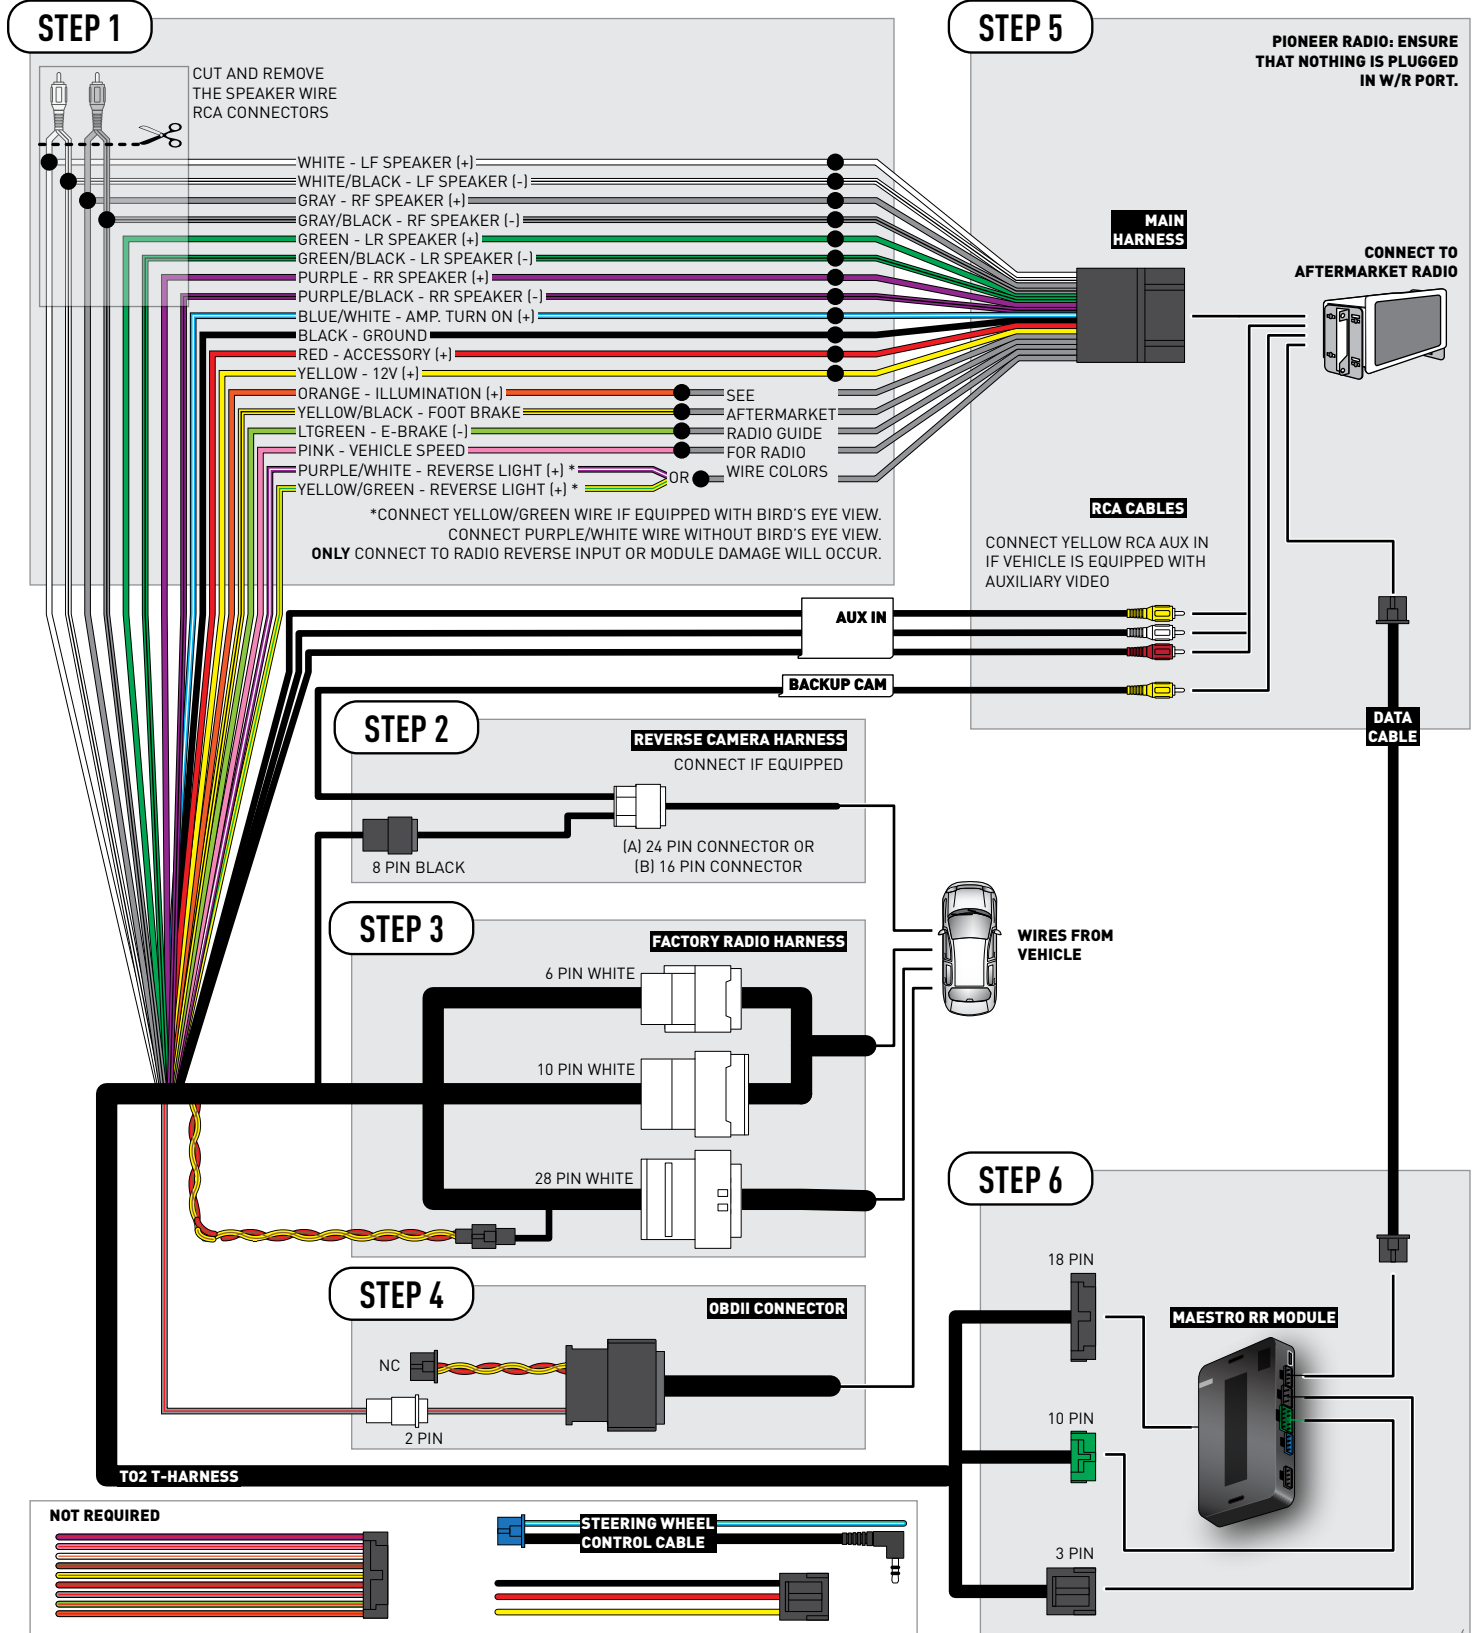 STEP 1
CUT AND REMOVE
THE SPEAKER WIRE
RCA CONNECTORS
WHITE - LF SPEAKER (+)
WHITE/BLACK - LF SPEAKER (-)
GRAY - RF SPEAKER (+)
GRAY/BLACK - RF SPEAKER (-)
GREEN - LR SPEAKER (+)
GREEN/BLACK - LR SPEAKER (-)
PURPLE - RR SPEAKER (+)
PURPLE/BLACK - RR SPEAKER (-)
BLUE/WHITE - AMP. TURN ON (+)
BLACK - GROUND
RED - ACCESSORY (+)
YELLOW - 12V (+)
ORANGE - ILLUMINATION (+)
YELLOW/BLACK - FOOT BRAKE
LTGREEN - E-BRAKE (-)
PINK - VEHICLE SPEED
PURPLE/WHITE - REVERSE LIGHT (+) *
YELLOW/GREEN - REVERSE LIGHT (+) *
OR
SEE
AFTERMARKET
RADIO GUIDE
FOR RADIO
WIRE COLORS
*CONNECT YELLOW/GREEN WIRE IF EQUIPPED WITH BIRD'S EYE VIEW.
CONNECT PURPLE/WHITE WIRE WITHOUT BIRD'S EYE VIEW.
ONLY CONNECT TO RADIO REVERSE INPUT OR MODULE DAMAGE WILL OCCUR.
STEP 5
PIONEER RADIO: ENSURE
THAT NOTHING IS PLUGGED
IN W/R PORT.
MAIN
HARNESS
CONNECT TO
AFTERMARKET RADIO
RCA CABLES
CONNECT YELLOW RCA AUX IN
IF VEHICLE IS EQUIPPED WITH
AUXILIARY VIDEO
AUX IN
BACKUP CAM
DATA
CABLE
STEP 2
REVERSE CAMERA HARNESS
CONNECT IF EQUIPPED
8 PIN BLACK
(A) 24 PIN CONNECTOR OR
(B) 16 PIN CONNECTOR
STEP 3
FACTORY RADIO HARNESS
6 PIN WHITE
10 PIN WHITE
28 PIN WHITE
WIRES FROM
VEHICLE
STEP 4
OBDII CONNECTOR
NC
2 PIN
T02 T-HARNESS
STEP 6
18 PIN
MAESTRO RR MODULE
10 PIN
3 PIN
NOT REQUIRED
STEERING WHEEL
CONTROL CABLE